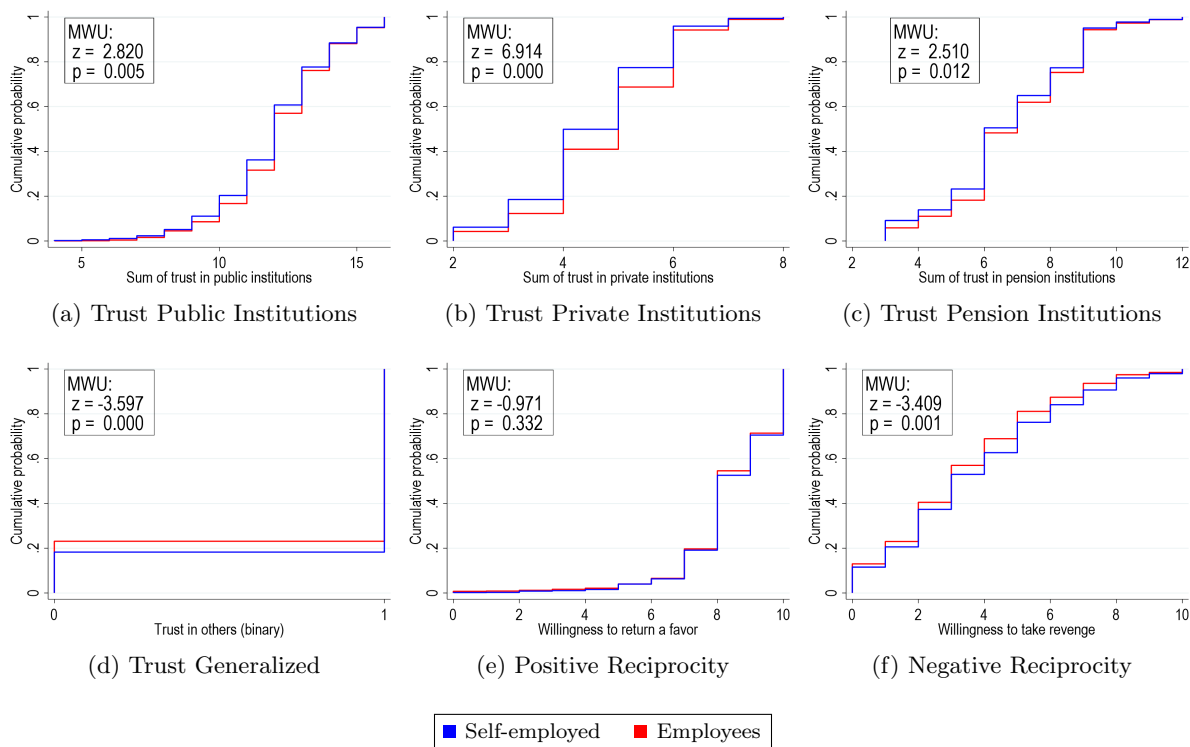 MWU:
z = 2.820
p = 0.005
Cumulative probability
0 .2 .4 .6 .8 1
5 10 15
Sum of trust in public institutions
(a) Trust Public Institutions
MWU:
z = 6.914
p = 0.000
Cumulative probability
0 .2 .4 .6 .8 1
2 4 6 8
Sum of trust in private institutions
(b) Trust Private Institutions
MWU:
z = 2.510
p = 0.012
Cumulative probability
0 .2 .4 .6 .8 1
2 4 6 8 10 12
Sum of trust in pension institutions
(c) Trust Pension Institutions
MWU:
z = -3.597
p = 0.000
Cumulative probability
0 .2 .4 .6 .8 1
0 1
Trust in others (binary)
(d) Trust Generalized
MWU:
z = -0.971
p = 0.332
Cumulative probability
0 .2 .4 .6 .8 1
0 2 4 6 8 10
Willingness to return a favor
(e) Positive Reciprocity
MWU:
z = -3.409
p = 0.001
Cumulative probability
0 .2 .4 .6 .8 1
0 2 4 6 8 10
Willingness to take revenge
(f) Negative Reciprocity
Self-employed Employees